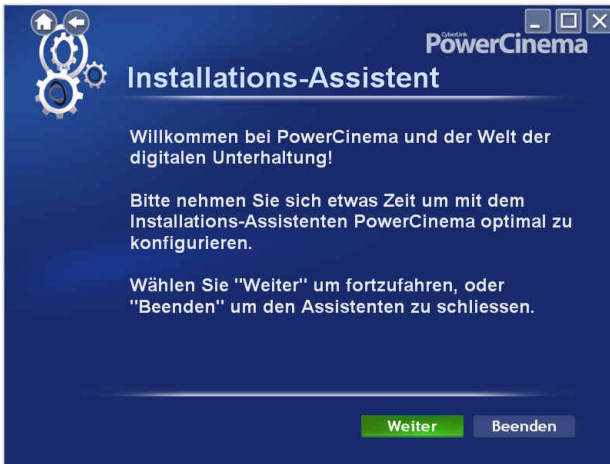 CyberLink
PowerCinema
Installations-Assistent
Willkommen bei PowerCinema und der Welt der
digitalen Unterhaltung!
Bitte nehmen Sie sich etwas Zeit um mit dem
Installations-Assistenten PowerCinema optimal zu
konfigurieren.
Wählen Sie "Weiter" um fortzufahren, oder
"Beenden" um den Assistenten zu schliessen.
Weiter
Beenden